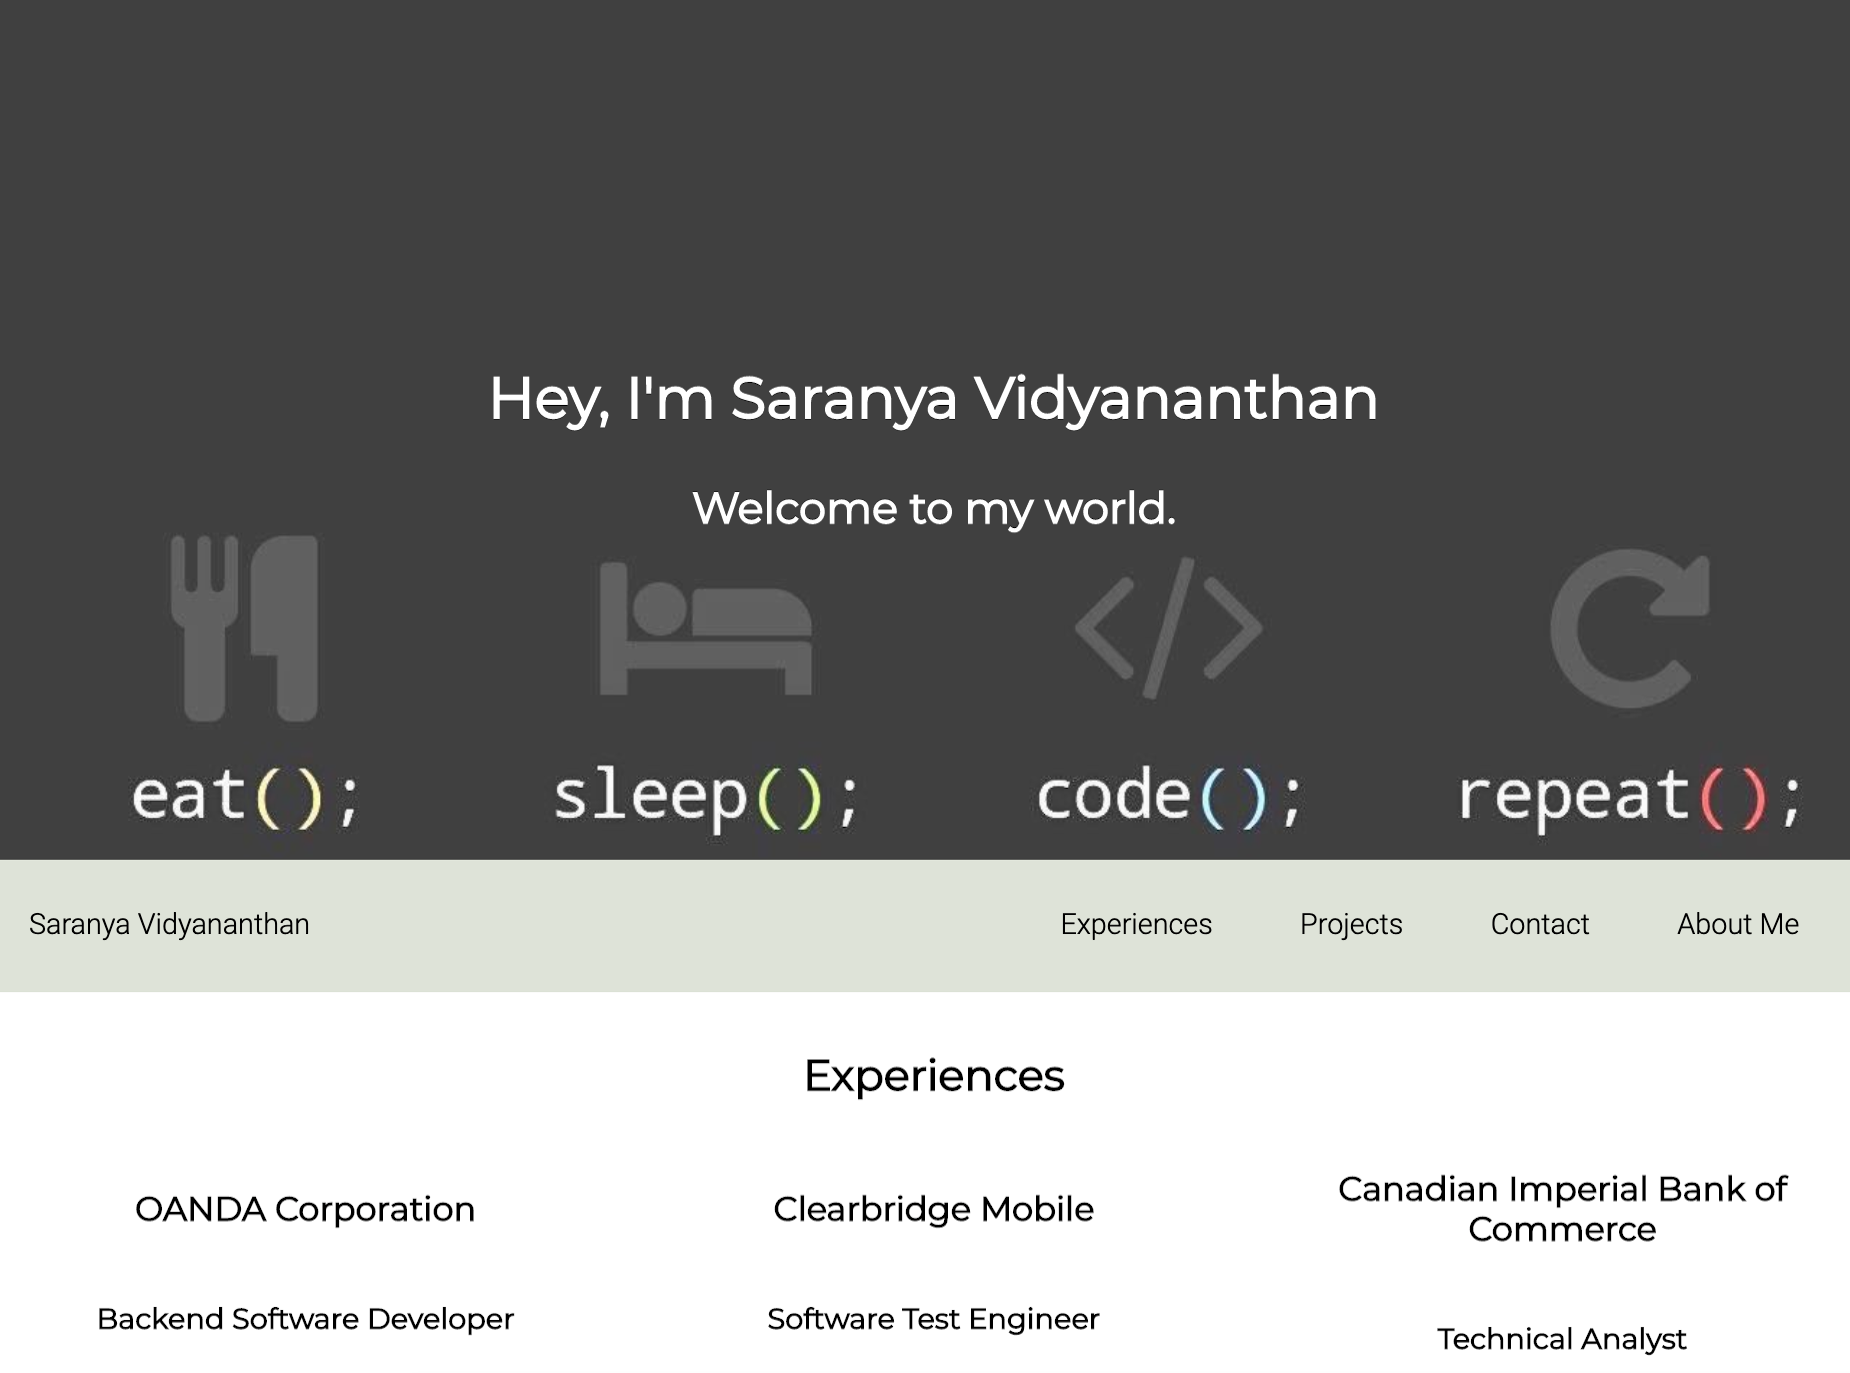 Hey, I'm Saranya Vidyananthan
Welcome to my world.
eat(); sleep(); code(); repeat();
Saranya Vidyananthan Experiences Projects Contact About Me
Experiences
OANDA Corporation
Backend Software Developer
Clearbridge Mobile
Software Test Engineer
Canadian Imperial Bank of
Commerce
Technical Analyst